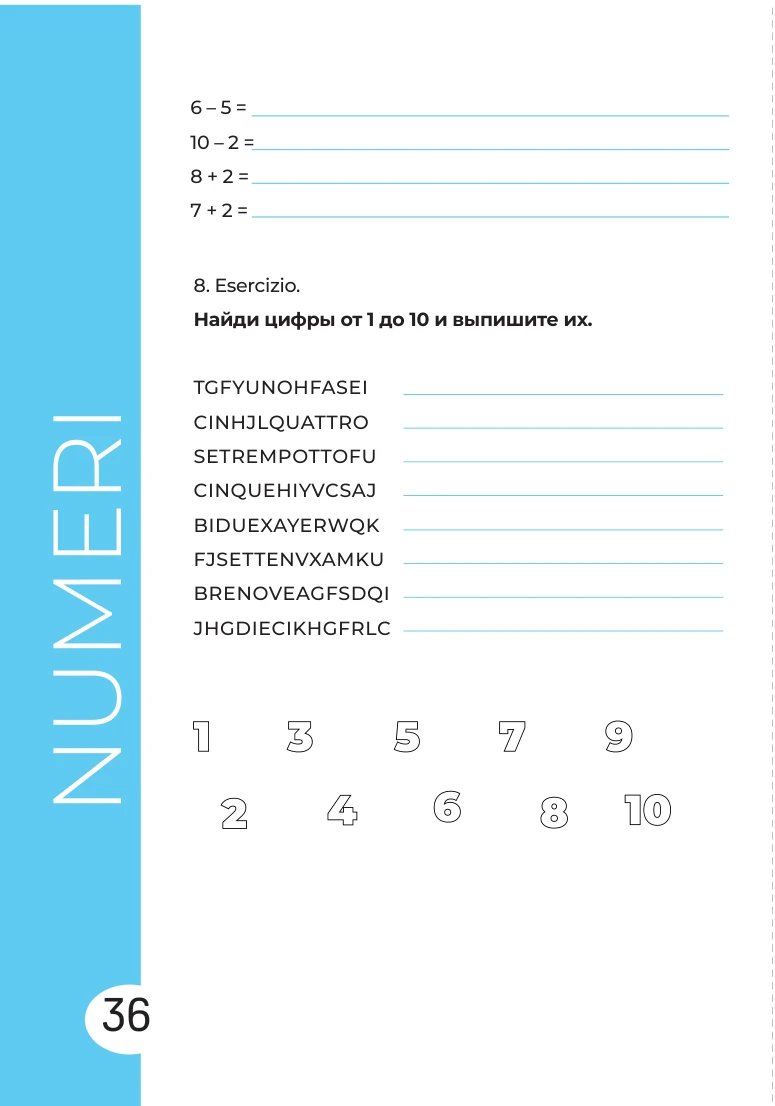 6 – 5 =
10 – 2 =
8 + 2 =
7 + 2 =
8. Esercizio.
Найди цифры от 1 до 10 и выпишите их.
TGFYUNOHFASEI
CINHJLQUATTRO
SETREMPOTTOFU
CINQUEHIYVCSAJ
BIDUEXAYERWQK
FJSETTENVXAMKU
BRENOVEAGFSDQI
JHGDIECIKHGFRLC
NUMERI
1 3 5 7 9
2 4 6 8 10
36